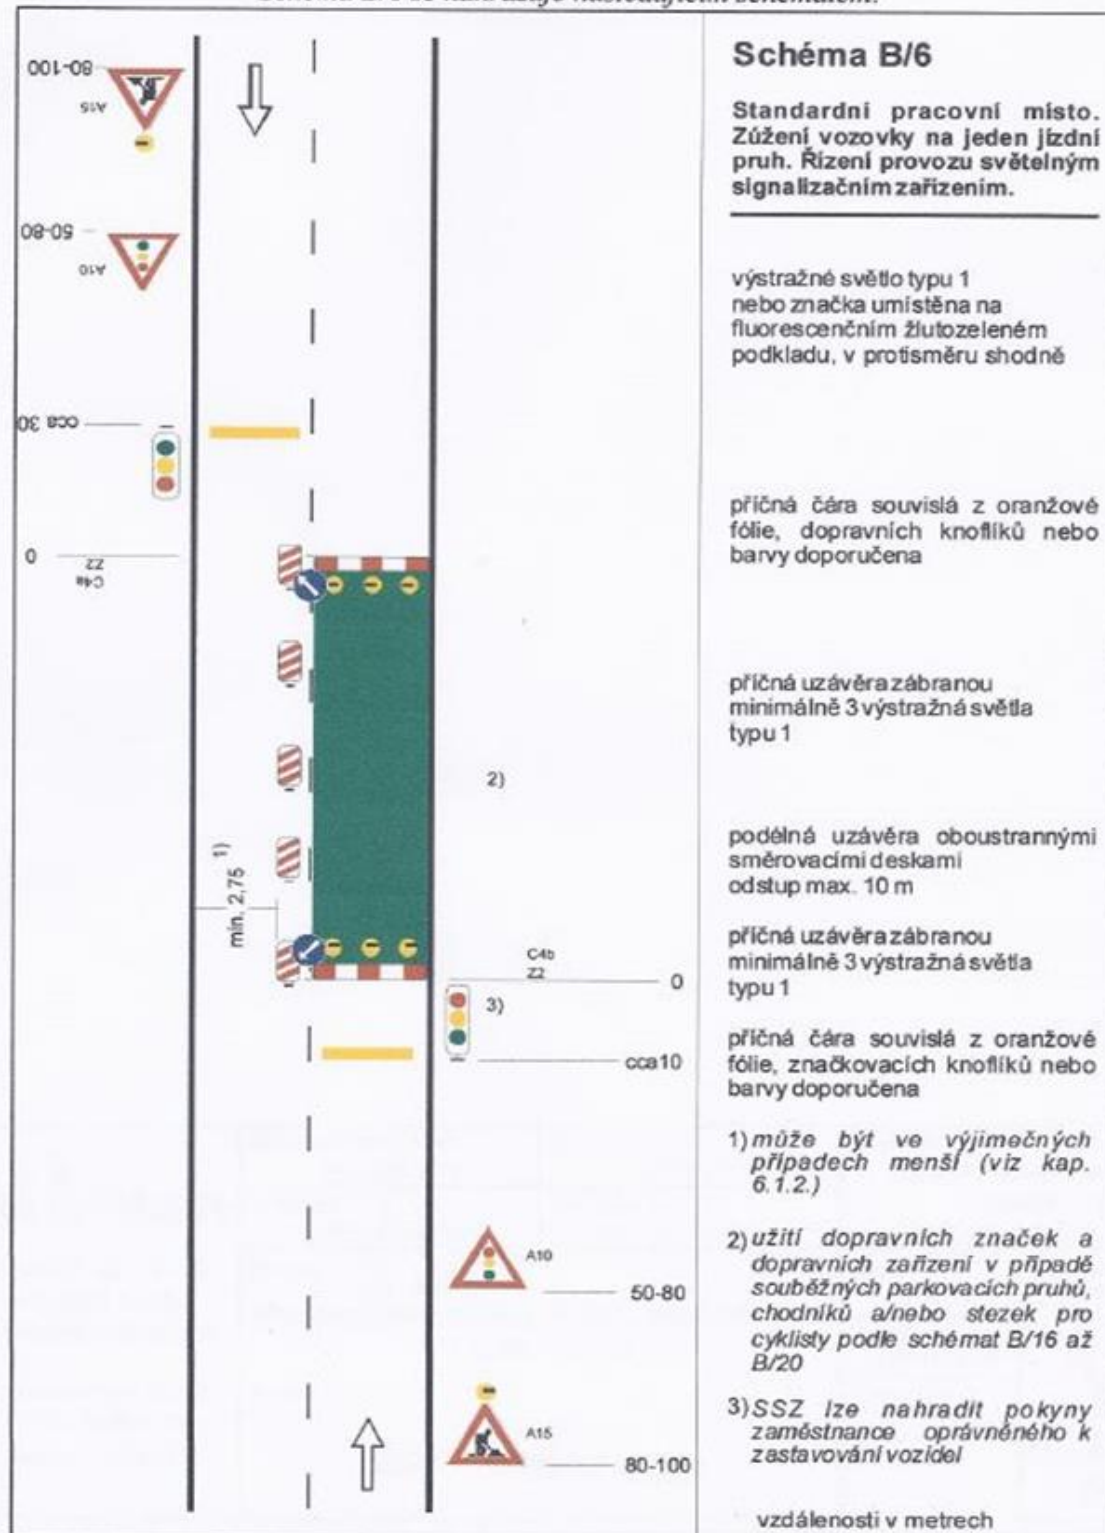 Schéma B/6
Standardní pracovní místo.
Zúžení vozovky na jeden jízdní
pruh. Řízení provozu světelným
signalizačním zařízením.
80-100
A15
50-80
A10
výstražné světlo typu 1
nebo značka umístěna na
fluorescenčním žlutozeleném
podkladu, v protisměru shodně
cca 30
příčná čára souvislá z oranžové
fólie, dopravních knoflíků nebo
barvy doporučena
0
Z2
C4a
příčná uzávěra zábranou
minimálně 3 výstražná světla
typu 1
2)
podélná uzávěra oboustrannými
směrovacími deskami
odstup max. 10 m
min. 2,75 1)
příčná uzávěra zábranou
minimálně 3 výstražná světla
typu 1
C4b
Z2
0
3)
cca10
příčná čára souvislá z oranžové
fólie, značkovacích knoflíků nebo
barvy doporučena
1) může být ve výjimečných
případech menší (viz kap.
6.1.2.)
A10
50-80
2) užití dopravních značek a
dopravních zařízení v případě
souběžných parkovacích pruhů,
chodníků a/nebo stezek pro
cyklisty podle schémat B/16 až
B/20
A15
80-100
3) SSZ lze nahradit pokyny
zaměstnance oprávněného k
zastavování vozidel
vzdálenosti v metrech